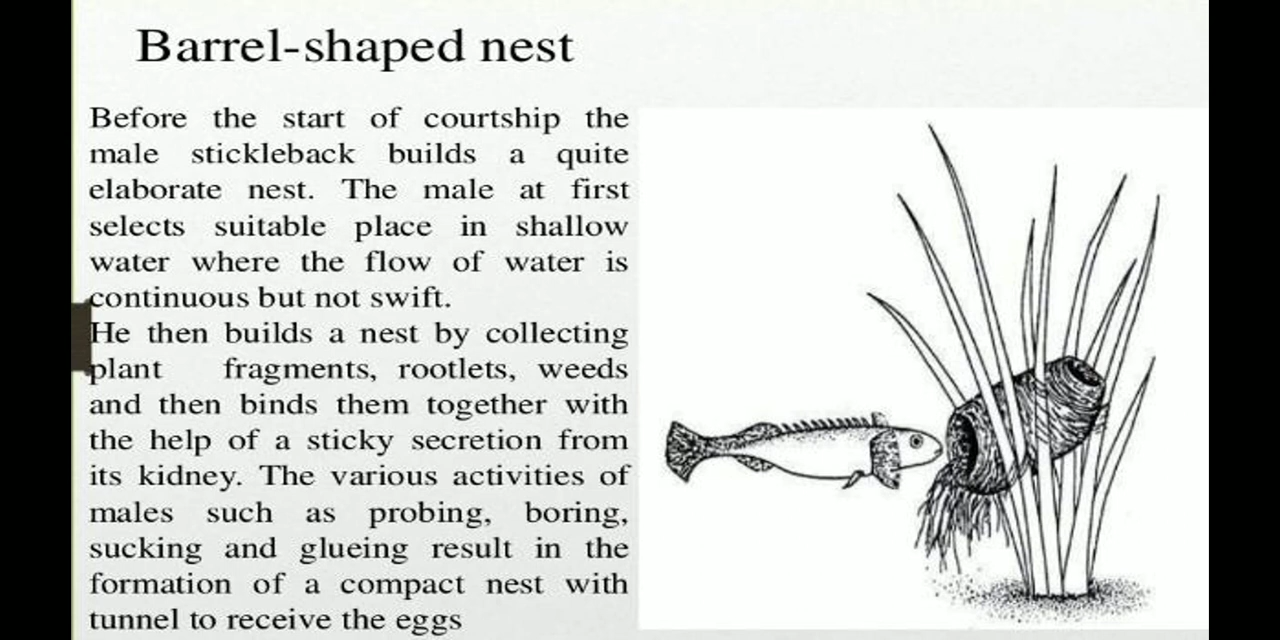 Barrel-shaped nest
Before the start of courtship the
male stickleback builds a quite
elaborate nest. The male at first
selects suitable place in shallow
water where the flow of water is
continuous but not swift.
He then builds a nest by collecting
plant fragments, rootlets, weeds
and then binds them together with
the help of a sticky secretion from
its kidney. The various activities of
males such as probing, boring,
sucking and glueing result in the
formation of a compact nest with
tunnel to receive the eggs